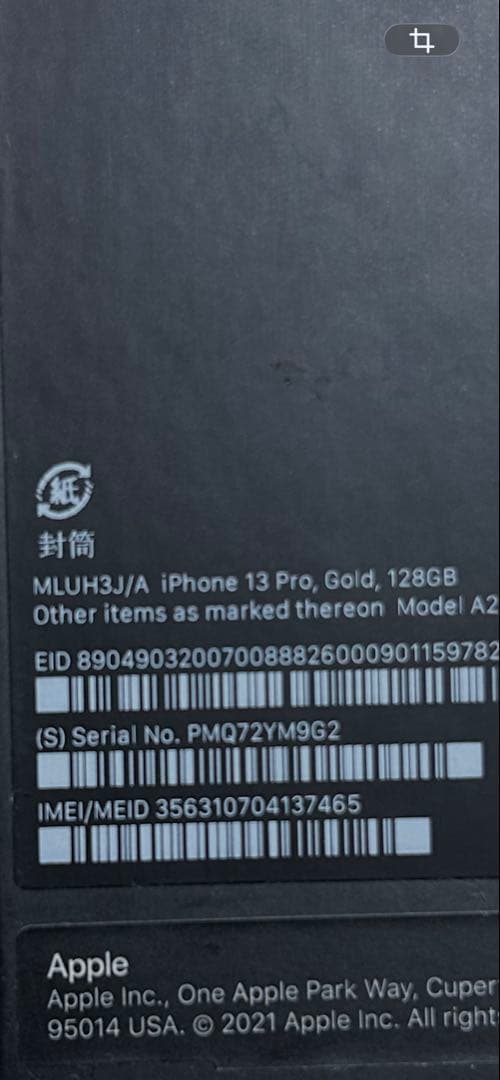 紙
封筒
MLUH3J/A iPhone 13 Pro, Gold, 128GB
Other items as marked thereon Model A2
EID 890490320070088826000901159782
(S) Serial No. PMQ72YM9G2
IMEI/MEID 356310704137465
Apple
Apple Inc., One Apple Park Way, Cuper
95014 USA. © 2021 Apple Inc. All right